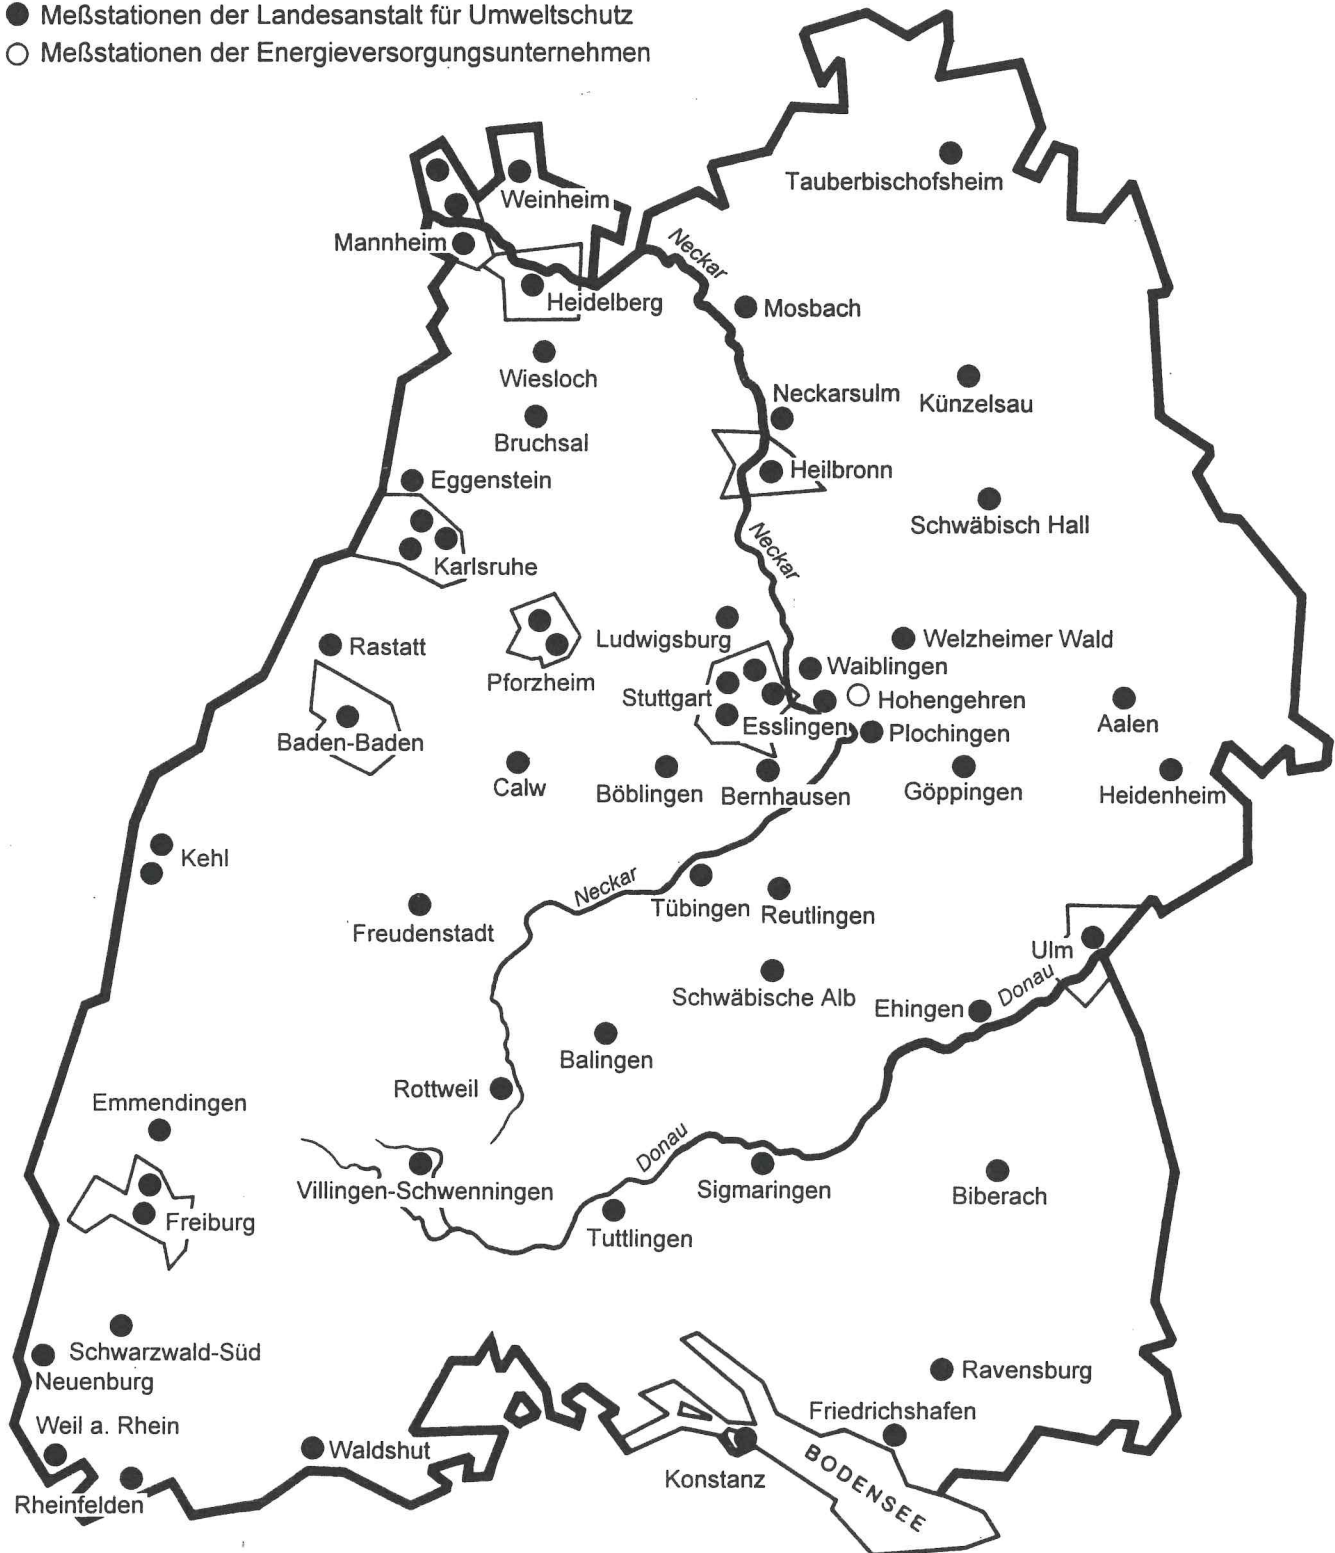 Meßstationen der Landesanstalt für Umweltschutz
Meßstationen der Energieversorgungsunternehmen
Tauberbischofsheim
Weinheim
Mannheim
Neckar
Heidelberg
Mosbach
Wiesloch
Neckarsulm
Künzelsau
Bruchsal
Heilbronn
Eggenstein
Schwäbisch Hall
Neckar
Karlsruhe
Rastatt
Ludwigsburg
Welzheimer Wald
Waiblingen
Pforzheim
Stuttgart
Hohengehren
Aalen
Esslingen
Plochingen
Baden-Baden
Calw
Böblingen
Bernhausen
Göppingen
Heidenheim
Kehl
Neckar
Tübingen
Reutlingen
Freudenstadt
Ulm
Donau
Schwäbische Alb
Ehingen
Balingen
Rottweil
Emmendingen
Donau
Villingen-Schwenningen
Sigmaringen
Biberach
Freiburg
Tuttlingen
Schwarzwald-Süd
Neuenburg
Ravensburg
Friedrichshafen
Weil a. Rhein
Waldshut
Konstanz
BODENSEE
Rheinfelden